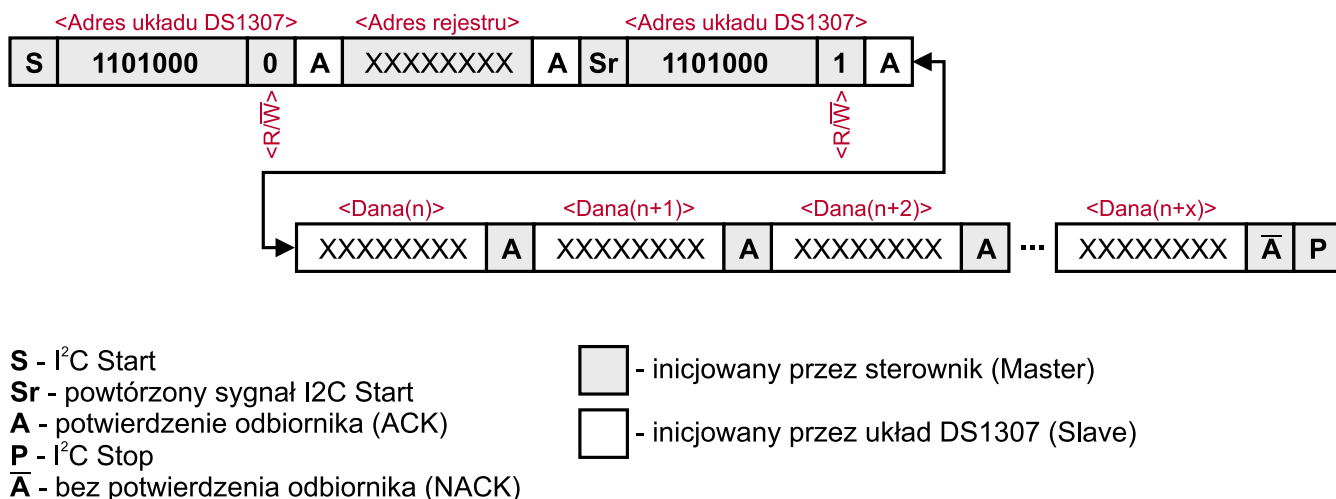 <Adres układu DS1307> <Adres rejestru> <Adres układu DS1307>
S 1101000 0 A XXXXXXXX A Sr 1101000 1 A
<R/W̅> <R/W̅>
<Dana(n)> <Dana(n+1)> <Dana(n+2)> <Dana(n+x)>
XXXXXXXX A XXXXXXXX A XXXXXXXX A ... XXXXXXXX A̅ P
S - I²C Start
Sr - powtórzony sygnał I2C Start
A - potwierdzenie odbiornika (ACK)
P - I²C Stop
A̅ - bez potwierdzenia odbiornika (NACK)
- inicjowany przez sterownik (Master)
- inicjowany przez układ DS1307 (Slave)